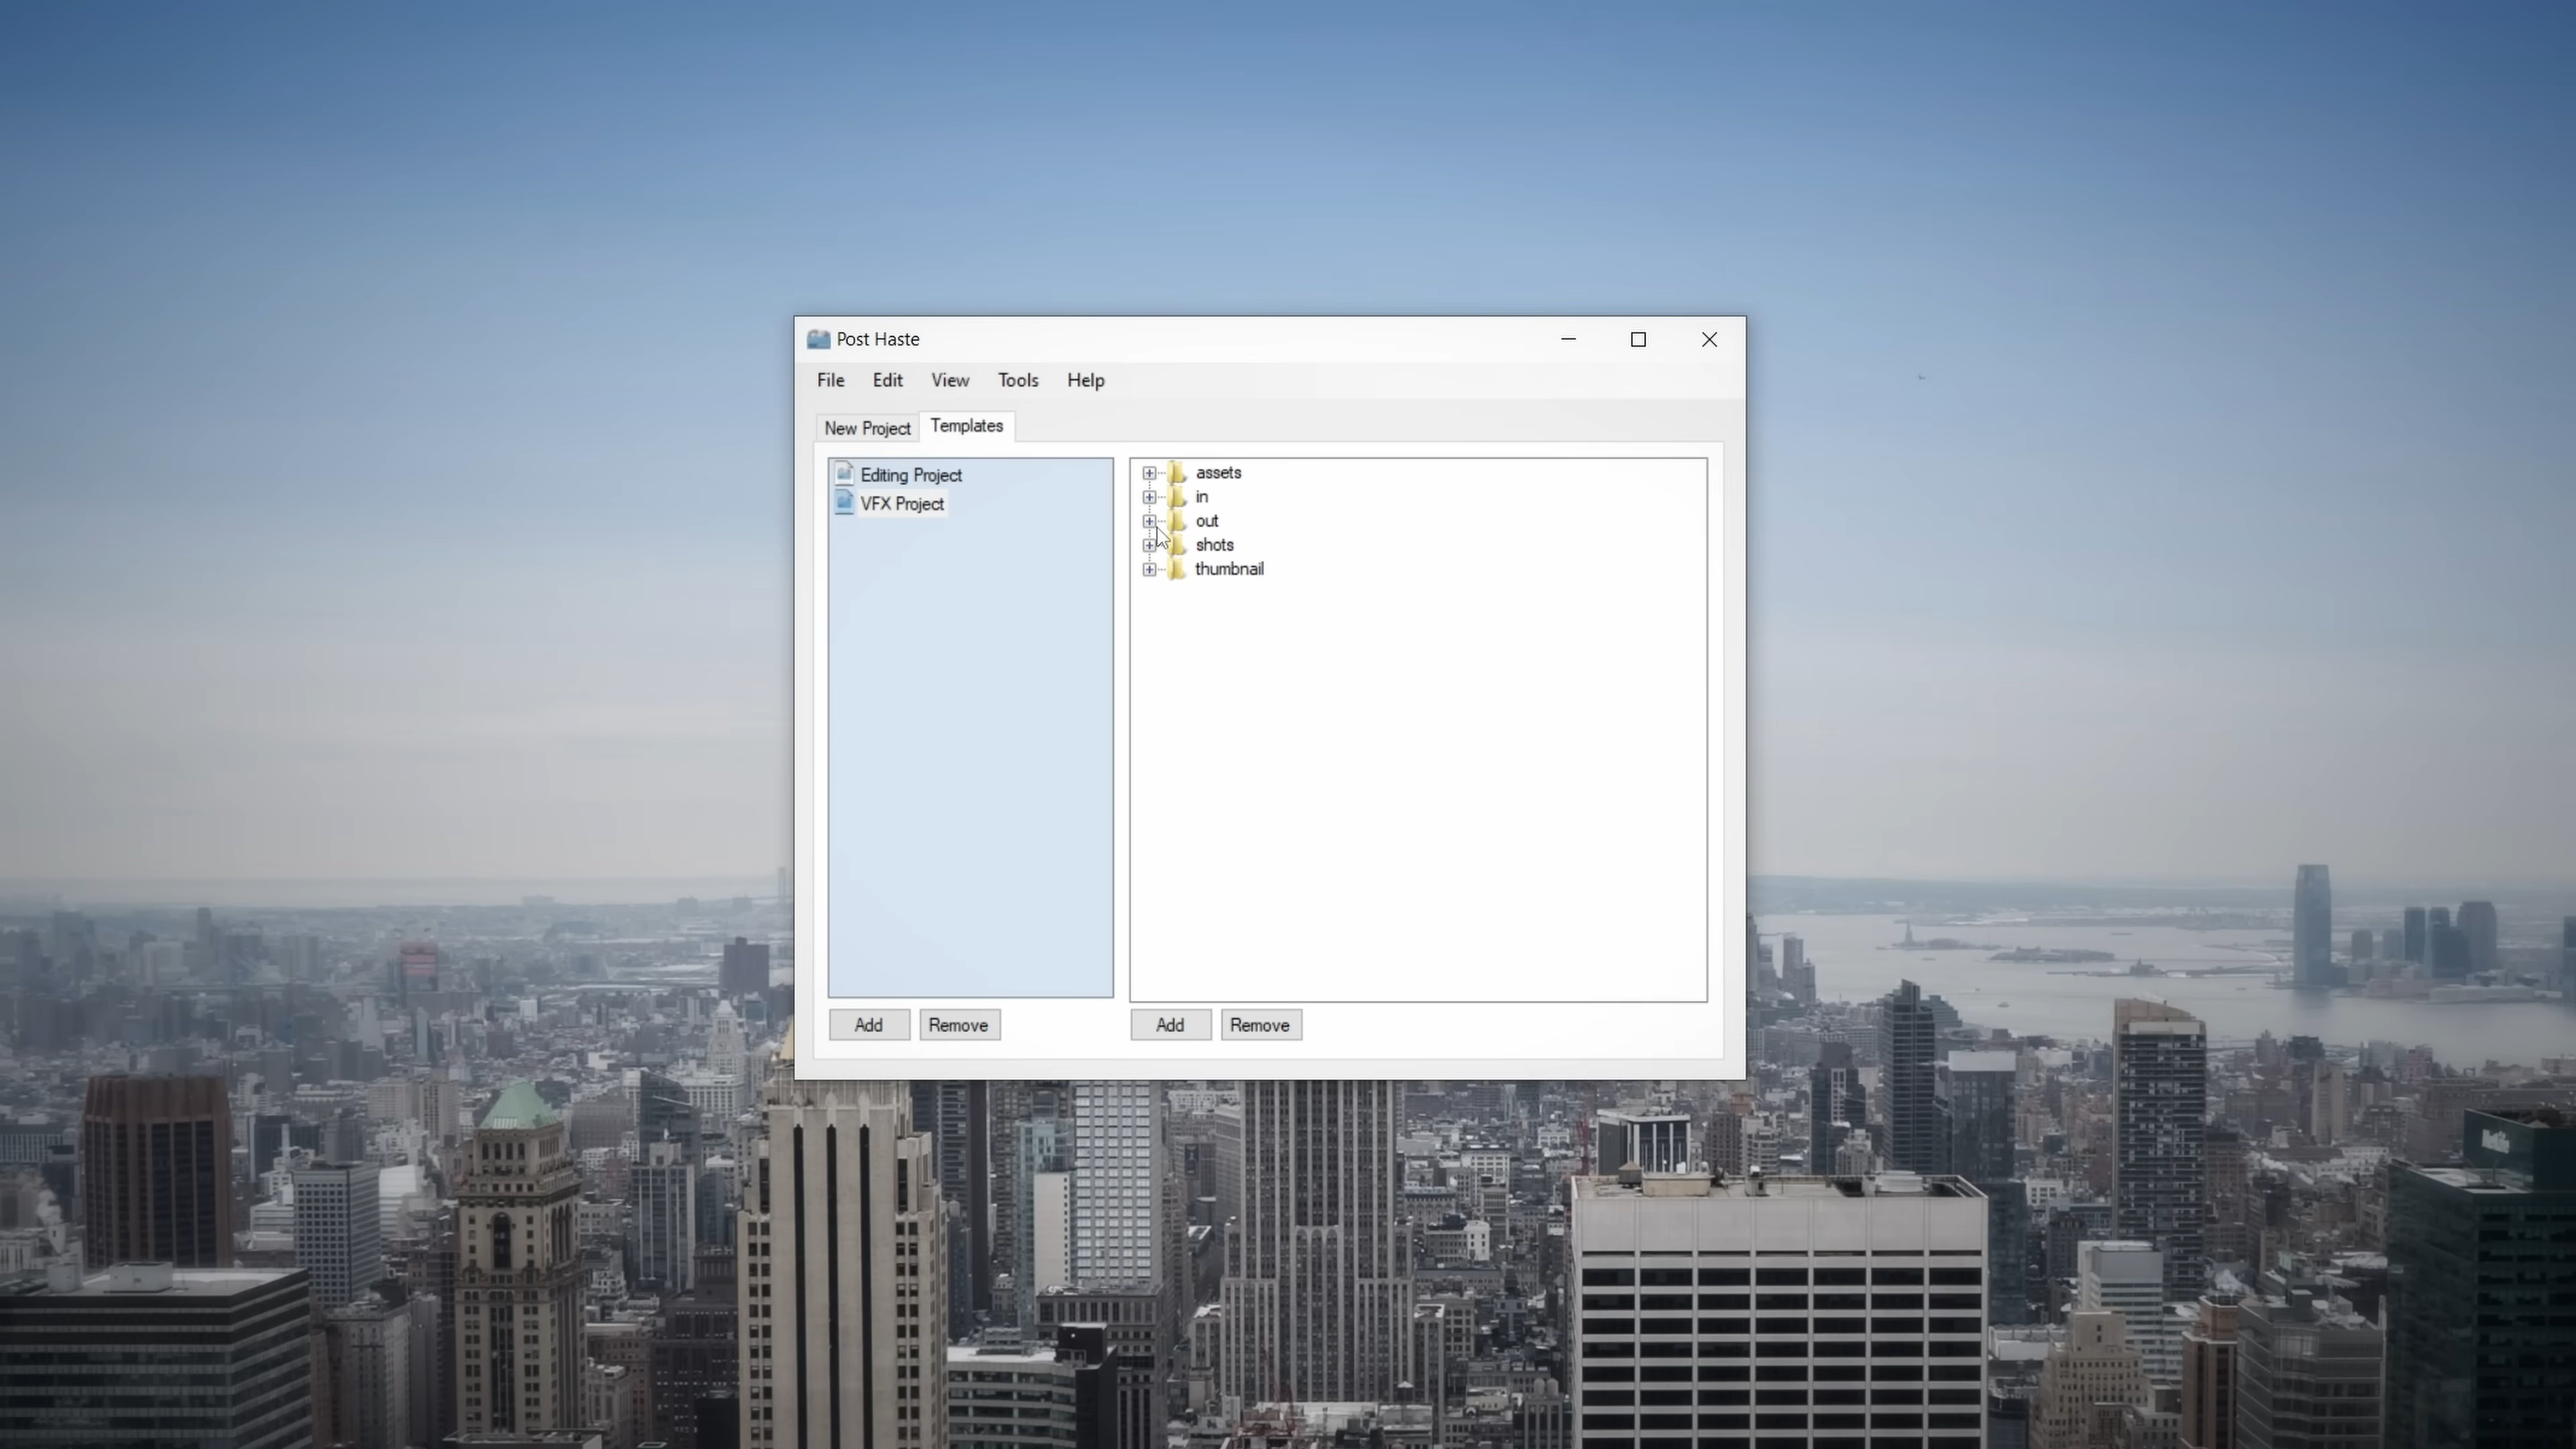 Post Haste
File Edit View Tools Help
New Project Templates
Editing Project
VFX Project
assets
in
out
shots
thumbnail
Add Remove Add Remove